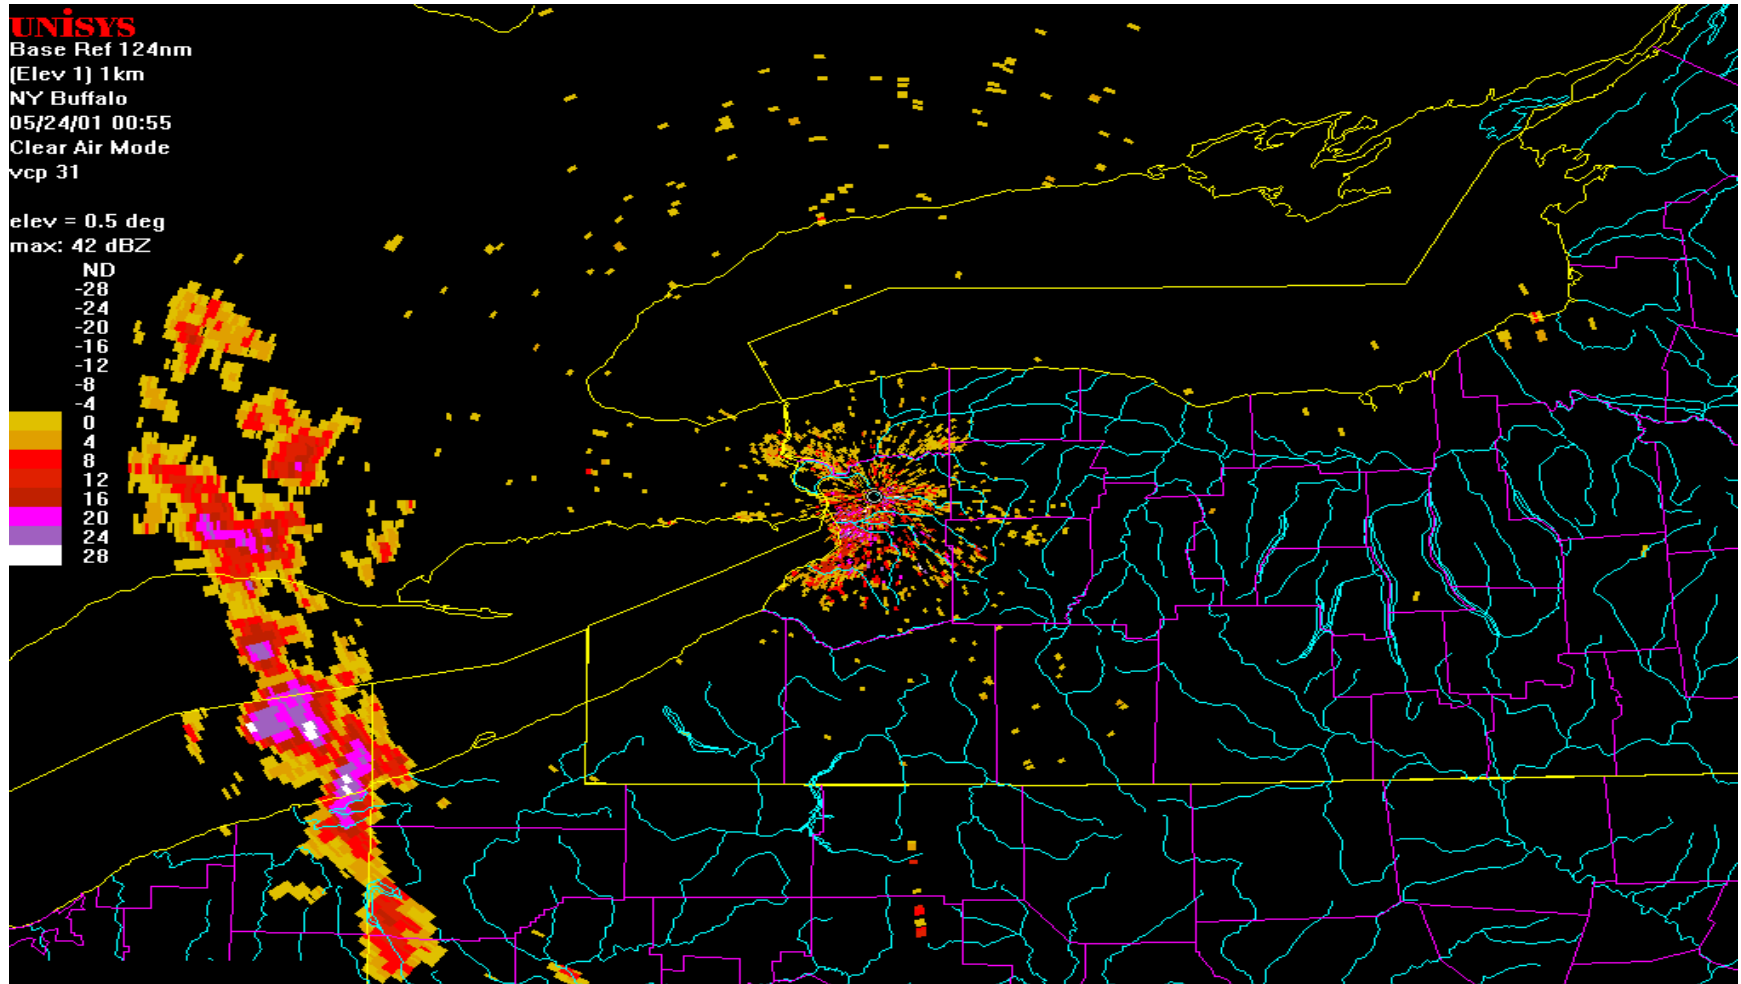 UNiSYS
Base Ref 124nm
(Elev 1) 1km
NY Buffalo
05/24/01 00:55
Clear Air Mode
vcp 31
elev = 0.5 deg
max: 42 dBZ
ND
-28
-24
-20
-16
-12
-8
-4
0
4
8
12
16
20
24
28